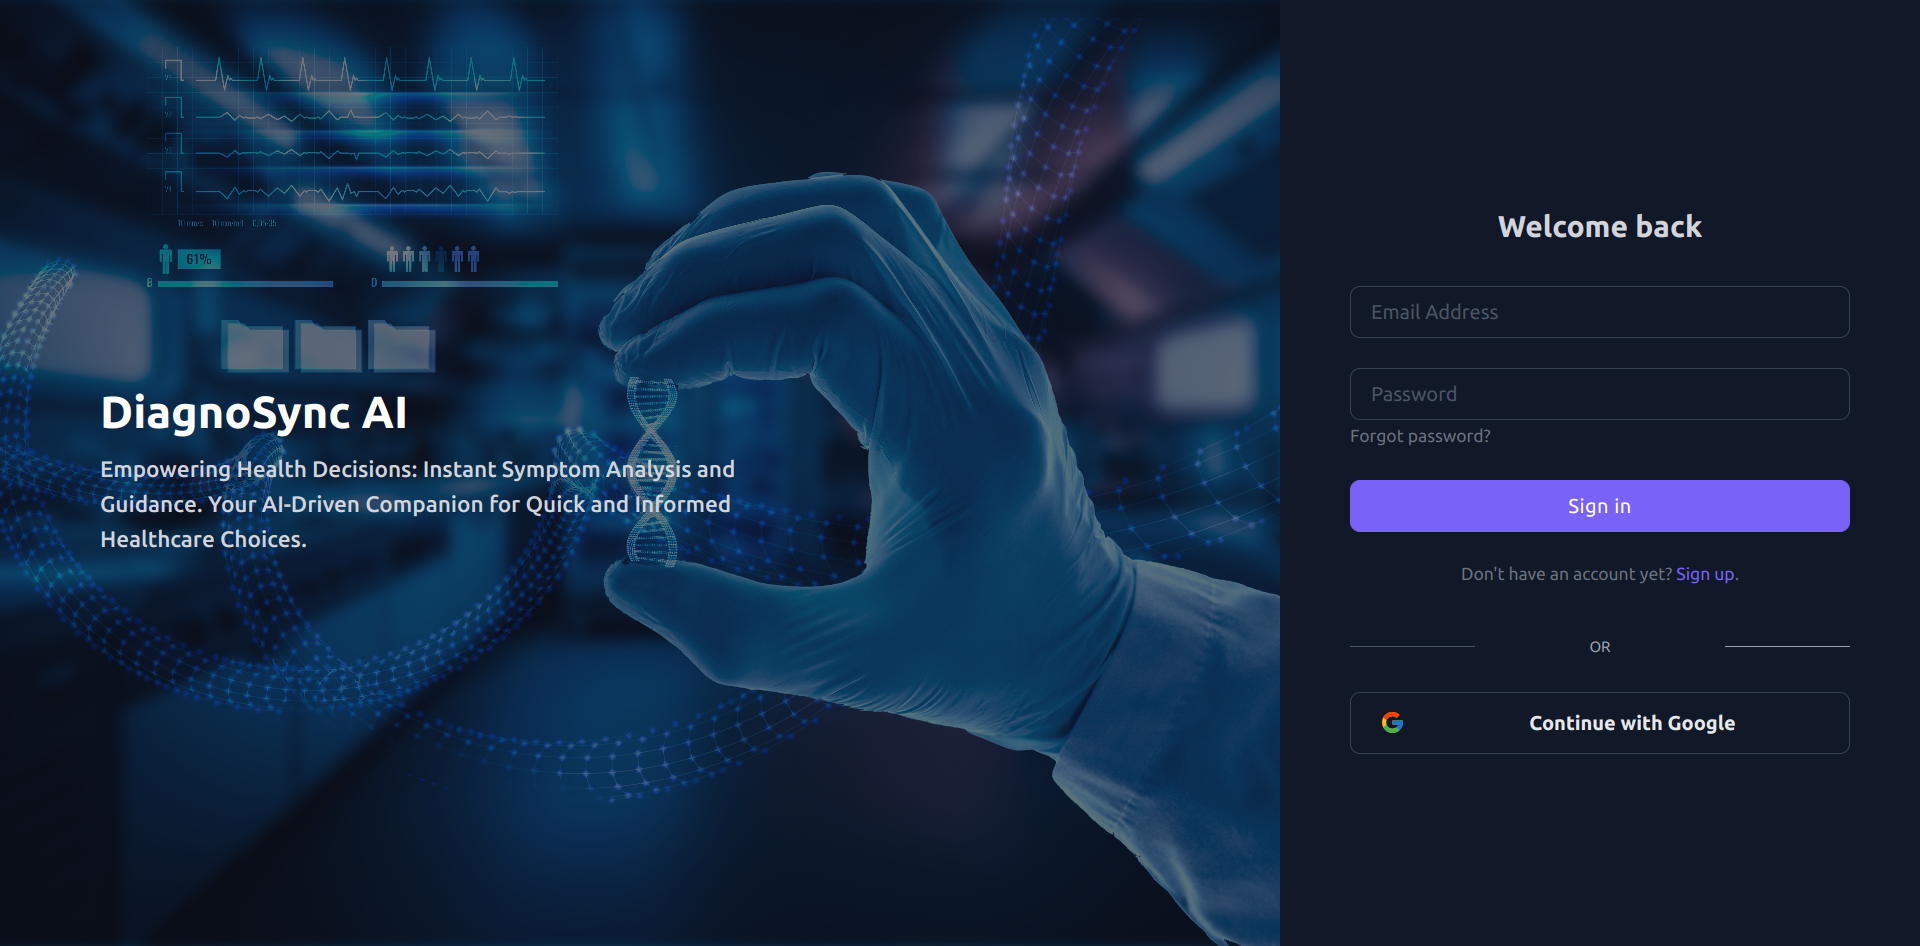 61%
B
D
DiagnoSync AI
Empowering Health Decisions: Instant Symptom Analysis and
Guidance. Your AI-Driven Companion for Quick and Informed
Healthcare Choices.
Welcome back
Email Address
Password
Forgot password?
Sign in
Don't have an account yet? Sign up.
OR
Continue with Google